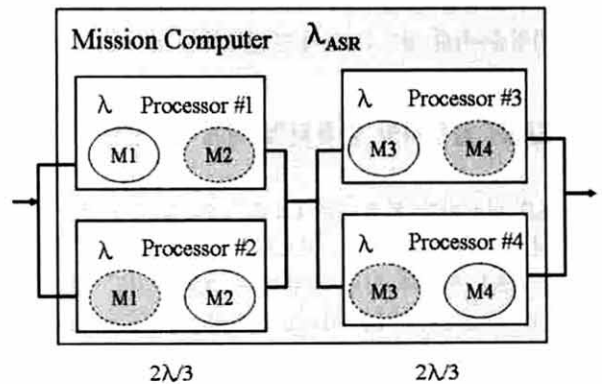 Mission Computer λASR
λ Processor #1
M1 M2
λ Processor #3
M3 M4
λ Processor #2
M1 M2
λ Processor #4
M3 M4
2λ/3 2λ/3